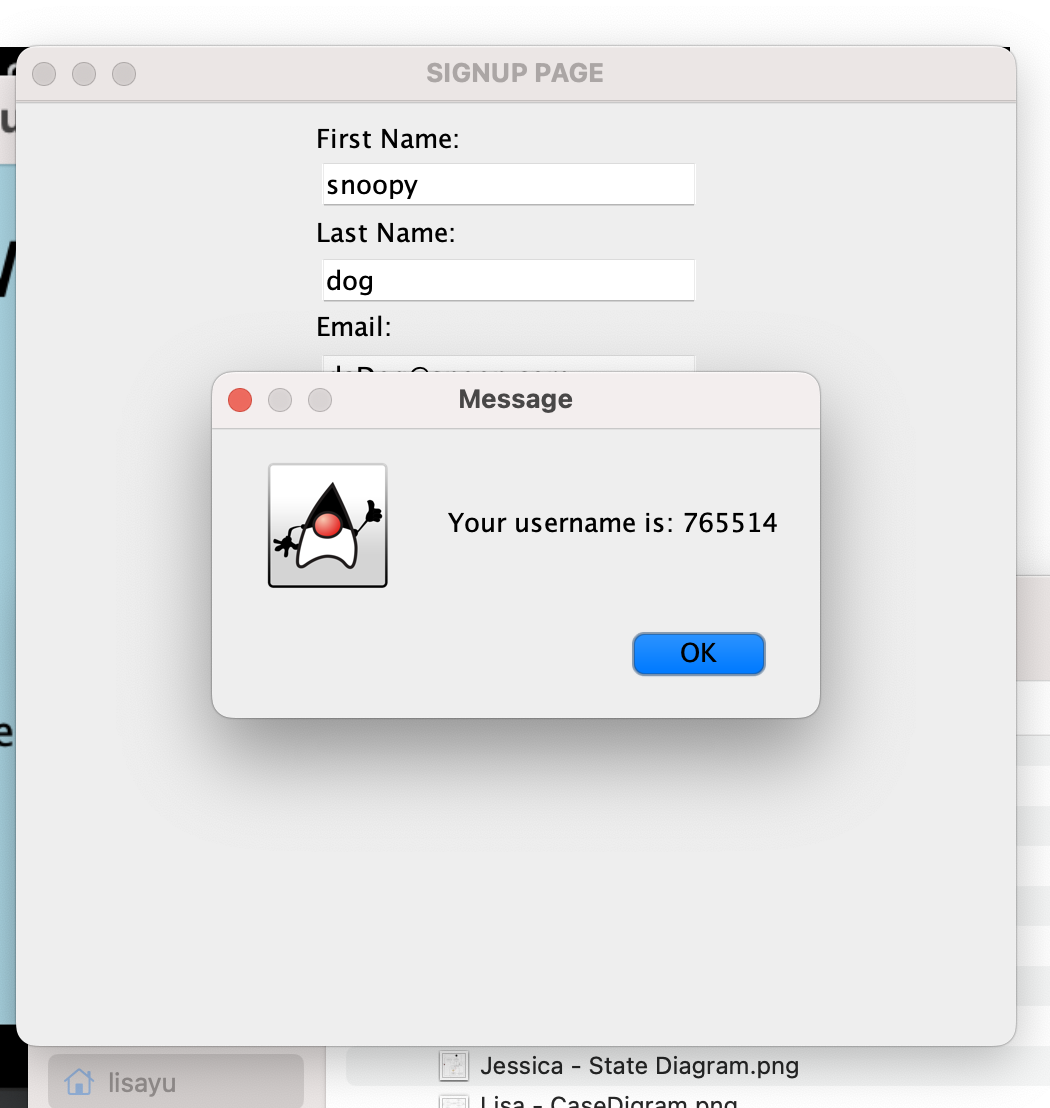 SIGNUP PAGE
First Name:
snoopy
Last Name:
dog
Email:
Message
Your username is: 765514
OK
lisayu
Jessica - State Diagram.png
Lisa - CaseDigram.png